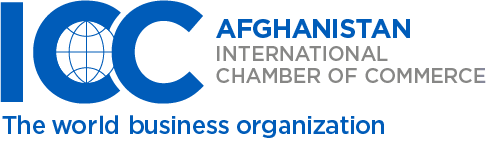 ICC
AFGHANISTAN
INTERNATIONAL
CHAMBER OF COMMERCE
The world business organization